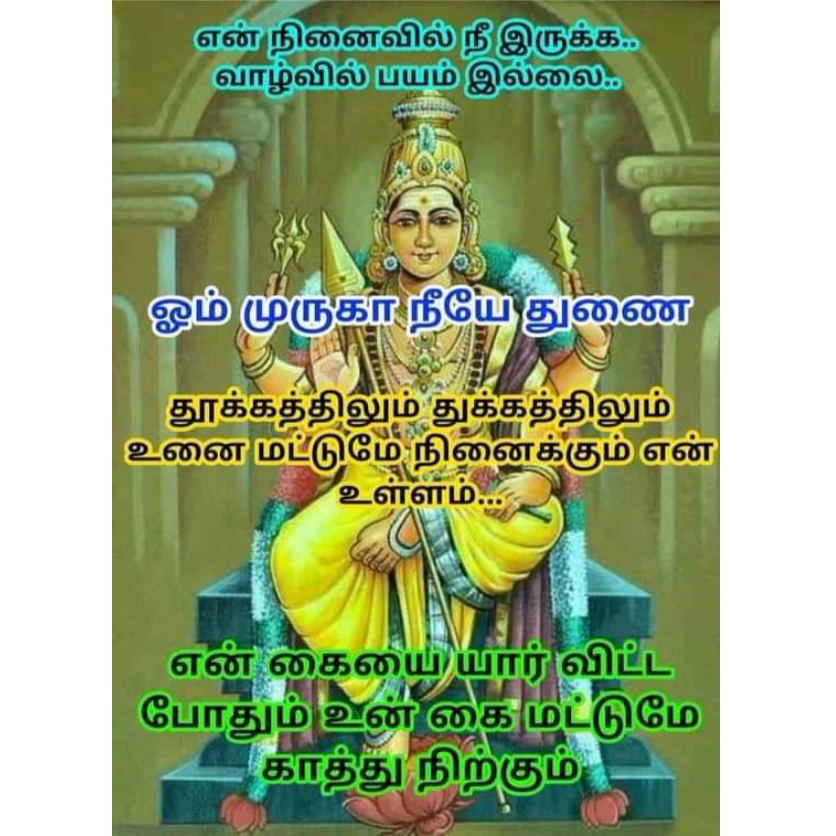 என் நினைவில் நீ இருக்க..
வாழ்வில் பயம் இல்லை..
ஓம் முருகா நீயே துணை
தூக்கத்திலும் துக்கத்திலும்
உனை மட்டுமே நினைக்கும் என்
உள்ளம்...
என் கையை யார் விட்ட
போதும் உன் கை மட்டுமே
காத்து நிற்கும்